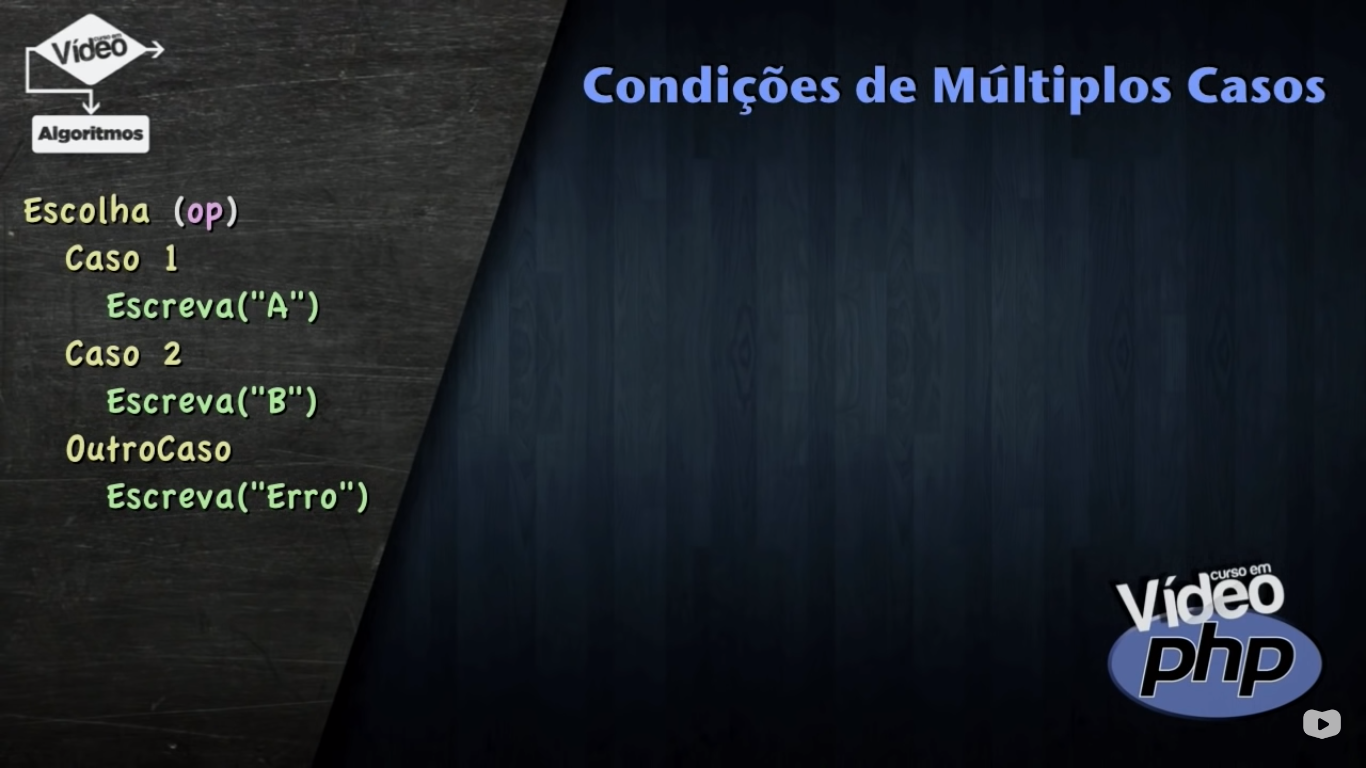 curso em
Vídeo
Algoritmos
Condições de Múltiplos Casos
Escolha (op)
Caso 1
Escreva("A")
Caso 2
Escreva("B")
OutroCaso
Escreva("Erro")
curso em
Vídeo
php